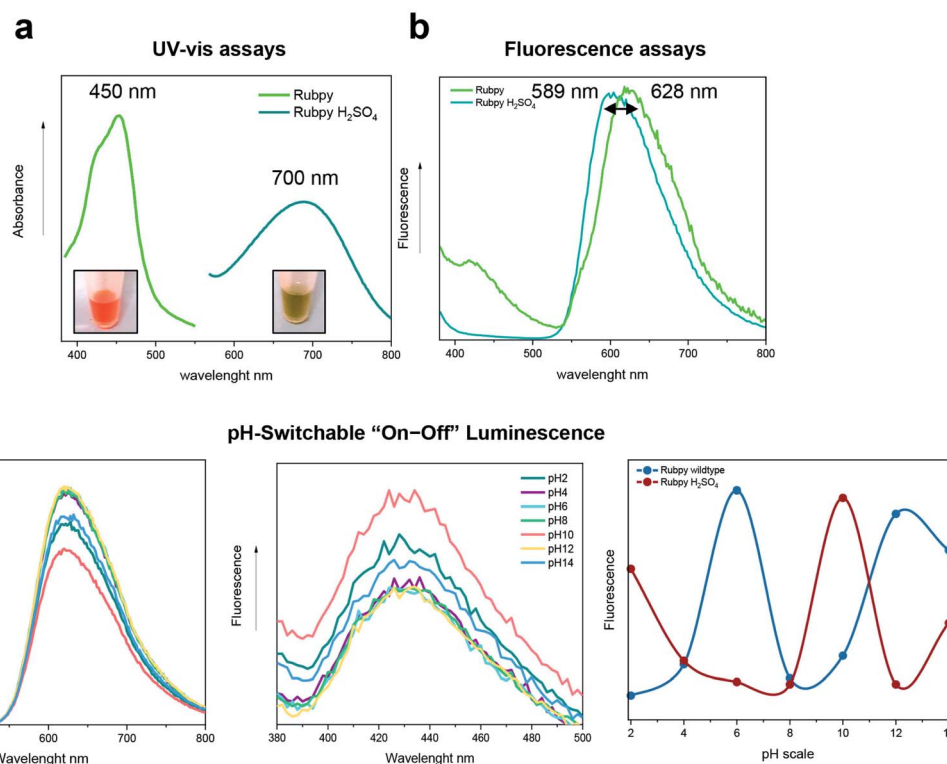 a
UV-vis assays
450 nm
Rubpy
Rubpy H₂SO₄
700 nm
Absorbance
400 500 600 700 800
wavelenght nm
b
Fluorescence assays
Rubpy
Rubpy H₂SO₄
589 nm 628 nm
Fluorescence
400 500 600 700 800
wavelenght nm
pH-Switchable “On−Off” Luminescence
600 700 800
Wavelenght nm
pH2
pH4
pH6
pH8
pH10
pH12
pH14
Fluorescence
380 400 420 440 460 480 500
Wavelenght nm
Rubpy wildtype
Rubpy H₂SO₄
Fluorescence
2 4 6 8 10 12
pH scale